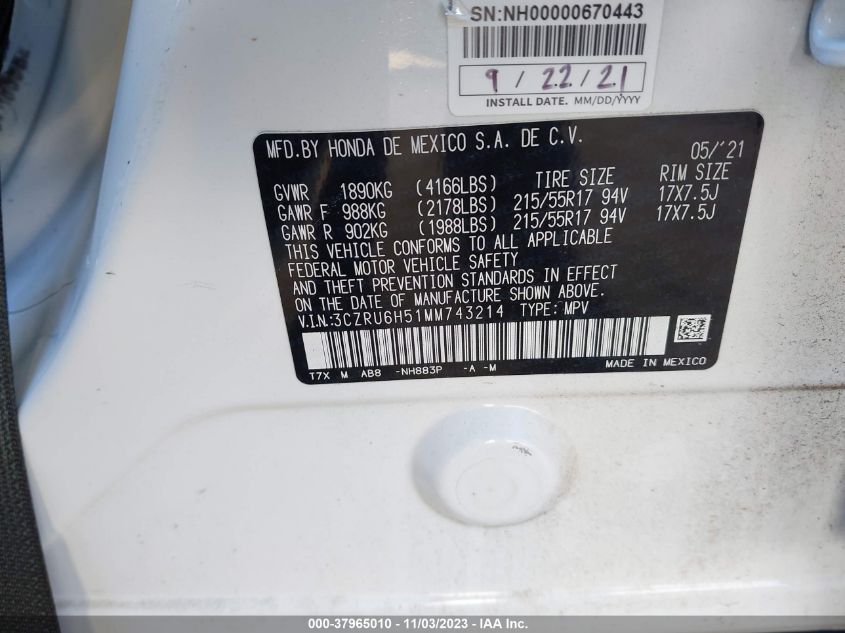 SN:NH00000670443
9/22/21
INSTALL DATE. MM/DD/YYYY
MFD.BY HONDA DE MEXICO S.A. DE C.V. 05/'21
GVWR 1890KG (4166LBS) TIRE SIZE RIM SIZE
GAWR F 988KG (2178LBS) 215/55R17 94V 17X7.5J
GAWR R 902KG (1988LBS) 215/55R17 94V 17X7.5J
THIS VEHICLE CONFORMS TO ALL APPLICABLE
FEDERAL MOTOR VEHICLE SAFETY
AND THEFT PREVENTION STANDARDS IN EFFECT
ON THE DATE OF MANUFACTURE SHOWN ABOVE.
V.I.N:3CZRU6H51MM743214 TYPE: MPV
T7X M AB8 -NH883P -A -M MADE IN MEXICO
000-37965010 - 11/03/2023 - IAA Inc.